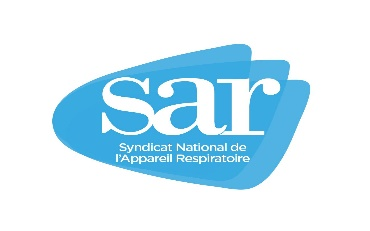 sar
Syndicat National de
l'Appareil Respiratoire